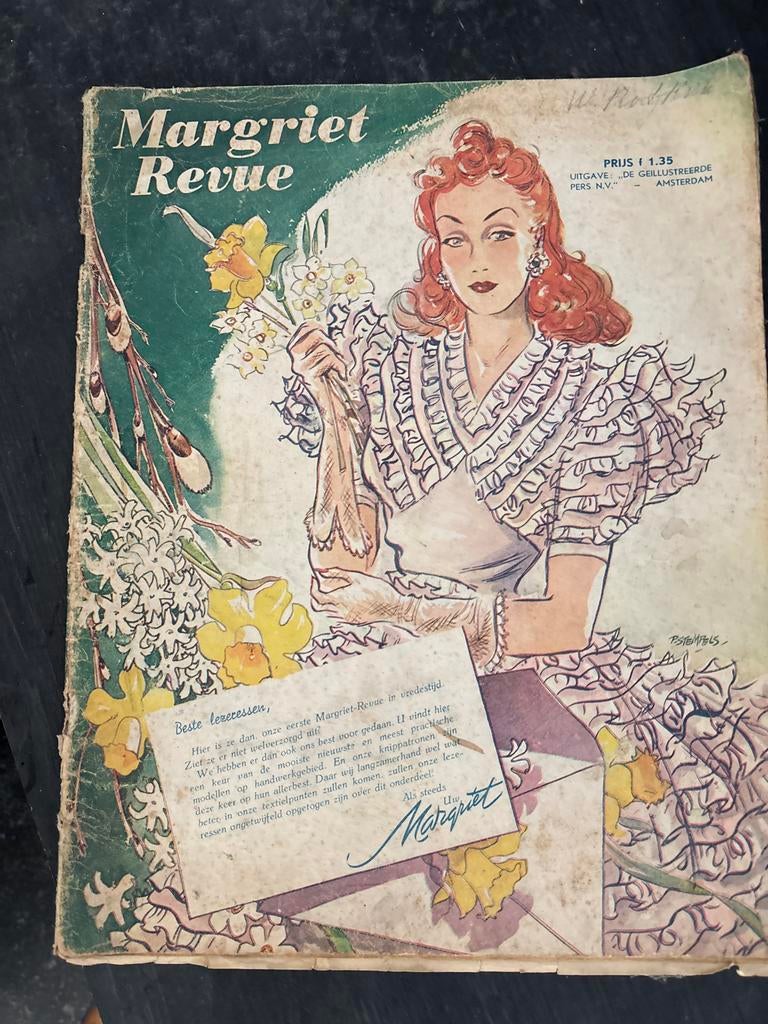 Margriet
Revue
PRIJS f 1.35
UITGAVE: „DE GEILLUSTREERDE
PERS N.V." – AMSTERDAM
P.STEMPELS.
Beste lezeressen,
Hier is ze dan, onze eerste Margriet-Revue in vredestijd.
Ziet ze er niet welverzorgd uit?
We hebben er dan ook ons best voor gedaan. U vindt hier
een keur van de mooiste nieuwste en meest practische
modellen op handwerkgebied. En onze knippatronen zijn
deze keer op hun allerbest. Daar wij langzamerhand wel wat
beter in onze textielpunten zullen komen, zullen onze leze-
ressen ongetwijfeld opgetogen zijn over dit onderdeel!
Als steeds
Uw
Margriet